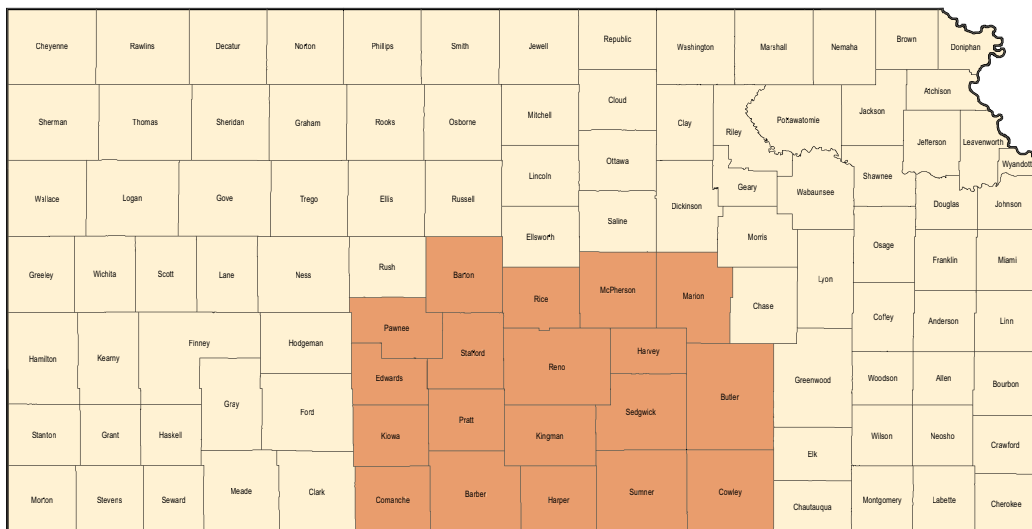 Cheyenne
Rawlins
Decatur
Norton
Phillips
Smith
Jewell
Republic
Washington
Marshall
Nemaha
Brown
Doniphan
Atchison
Sherman
Thomas
Sheridan
Graham
Rooks
Osborne
Mitchell
Cloud
Clay
Riley
Pottawatomie
Jackson
Jefferson
Leavenworth
Wyandott
Ottawa
Lincoln
Wallace
Logan
Gove
Trego
Ellis
Russell
Dickinson
Geary
Wabaunsee
Shawnee
Douglas
Johnson
Ellsworth
Saline
Morris
Osage
Franklin
Miami
Greeley
Wichita
Scott
Lane
Ness
Rush
Barton
Rice
McPherson
Marion
Chase
Lyon
Coffey
Anderson
Linn
Hamilton
Kearny
Finney
Hodgeman
Pawnee
Stafford
Reno
Harvey
Butler
Greenwood
Woodson
Allen
Bourbon
Edwards
Gray
Ford
Sedgwick
Stanton
Grant
Haskell
Kiowa
Pratt
Kingman
Elk
Wilson
Neosho
Crawford
Morton
Stevens
Seward
Meade
Clark
Comanche
Barber
Harper
Sumner
Cowley
Chautauqua
Montgomery
Labette
Cherokee